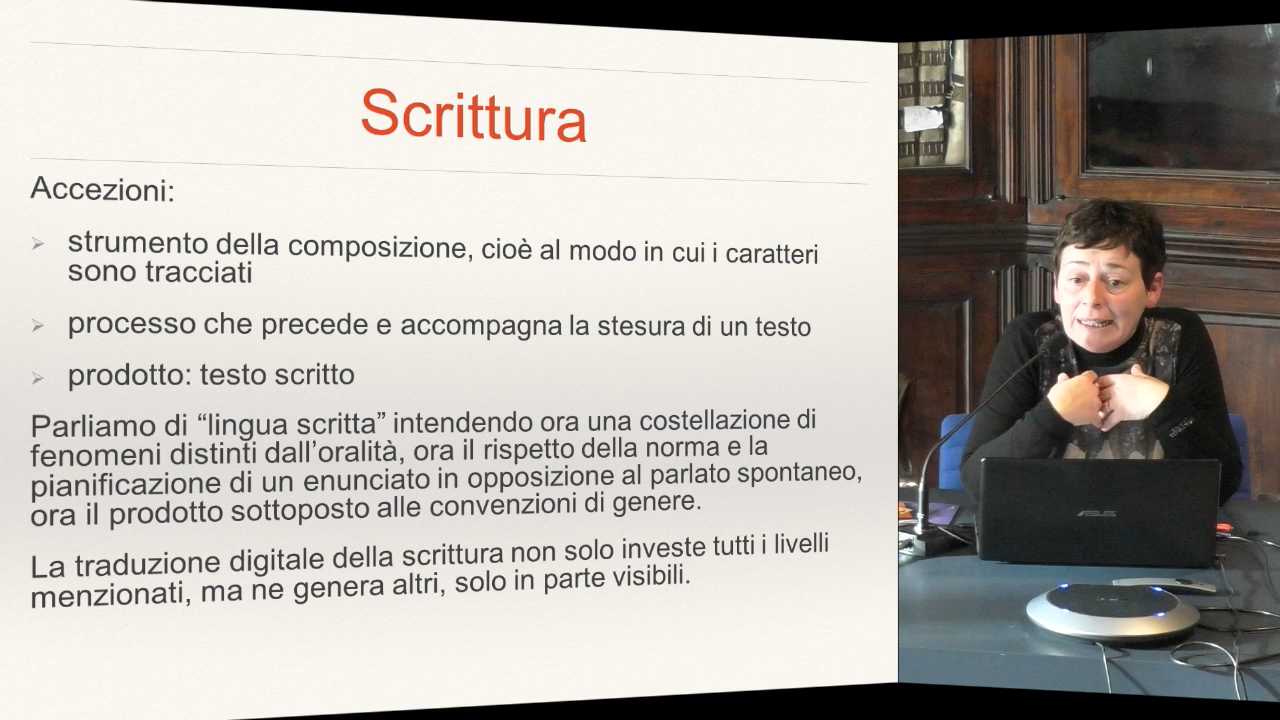 Scrittura
Accezioni:
strumento della composizione, cioè al modo in cui i caratteri
sono tracciati
processo che precede e accompagna la stesura di un testo
prodotto: testo scritto
Parliamo di “lingua scritta” intendendo ora una costellazione di
fenomeni distinti dall’oralità, ora il rispetto della norma e la
pianificazione di un enunciato in opposizione al parlato spontaneo,
ora il prodotto sottoposto alle convenzioni di genere.
La traduzione digitale della scrittura non solo investe tutti i livelli
menzionati, ma ne genera altri, solo in parte visibili.
ASUS